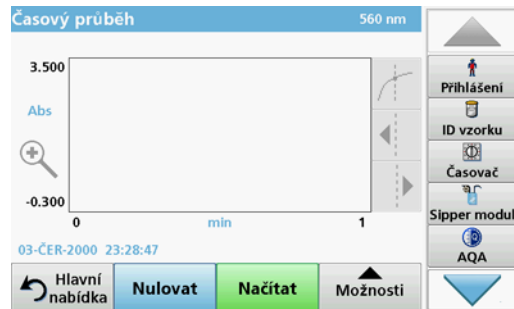 Časový průběh
560 nm
3.500
Abs
-0.300
0
min
1
03-ČER-2000 23:28:47
Hlavní
nabídka
Nulovat
Načítat
Možnosti
Přihlášení
ID vzorku
Časovač
Sipper modul
AQA